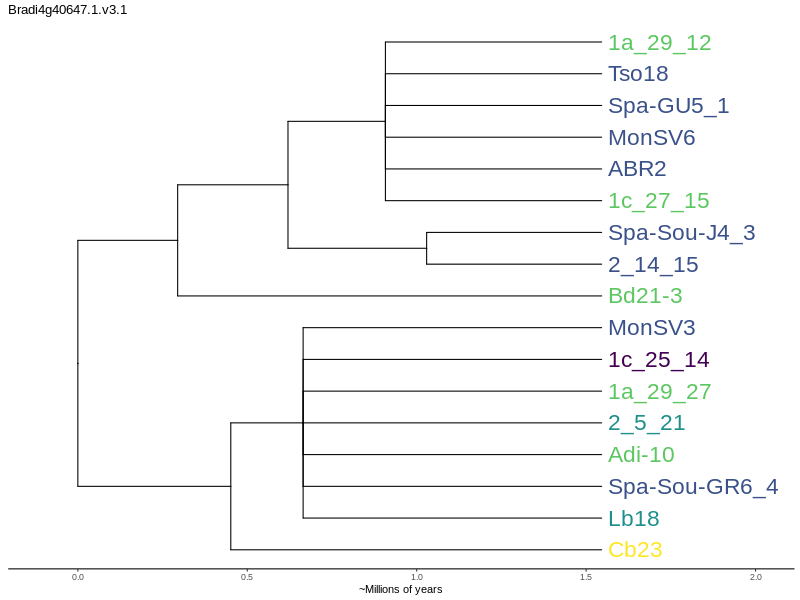 Bradi4g40647.1.v3.1
1a_29_12
Tso18
Spa-GU5_1
MonSV6
ABR2
1c_27_15
Spa-Sou-J4_3
2_14_15
Bd21-3
MonSV3
1c_25_14
1a_29_27
2_5_21
Adi-10
Spa-Sou-GR6_4
Lb18
Cb23
0.0 0.5 1.0 1.5 2.0
~Millions of years